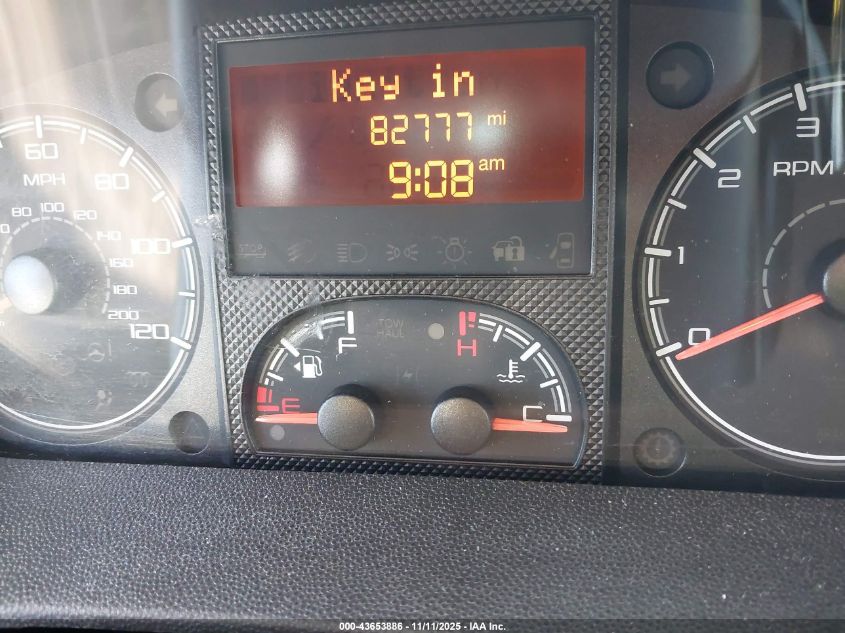 Key in
82777 mi
9:08 am
60
MPH
80
80 100 120
100
140
160
180
200
120
STOP
TOW
HAUL
F
E
H
C
3
2
RPM
1
0
000-43653886 - 11/11/2025 - IAA Inc.